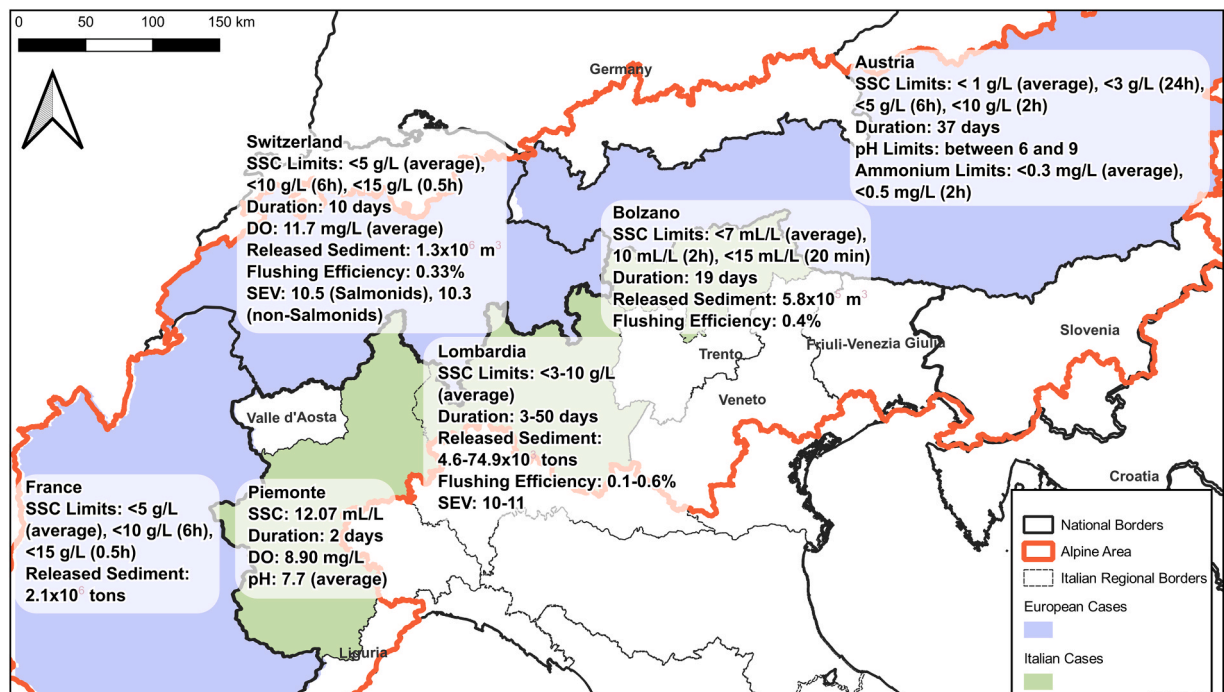 0 50 100 150 km
Germany
Austria
SSC Limits: < 1 g/L (average), <3 g/L (24h),
<5 g/L (6h), <10 g/L (2h)
Duration: 37 days
pH Limits: between 6 and 9
Ammonium Limits: <0.3 mg/L (average),
<0.5 mg/L (2h)
Switzerland
SSC Limits: <5 g/L (average),
<10 g/L (6h), <15 g/L (0.5h)
Duration: 10 days
DO: 11.7 mg/L (average)
Released Sediment: 1.3x10⁶ m³
Flushing Efficiency: 0.33%
SEV: 10.5 (Salmonids), 10.3
(non-Salmonids)
Bolzano
SSC Limits: <7 mL/L (average),
10 mL/L (2h), <15 mL/L (20 min)
Duration: 19 days
Released Sediment: 5.8x10 m³
Flushing Efficiency: 0.4%
Trento
Friuli-Venezia Giulia
Slovenia
Lombardia
SSC Limits: <3-10 g/L
(average)
Duration: 3-50 days
Released Sediment:
4.6-74.9x10 tons
Flushing Efficiency: 0.1-0.6%
SEV: 10-11
Veneto
Valle d'Aosta
Croatia
France
SSC Limits: <5 g/L
(average), <10 g/L (6h),
<15 g/L (0.5h)
Released Sediment:
2.1x10⁶ tons
Piemonte
SSC: 12.07 mL/L
Duration: 2 days
DO: 8.90 mg/L
pH: 7.7 (average)
Liguria
National Borders
Alpine Area
Italian Regional Borders
European Cases
Italian Cases